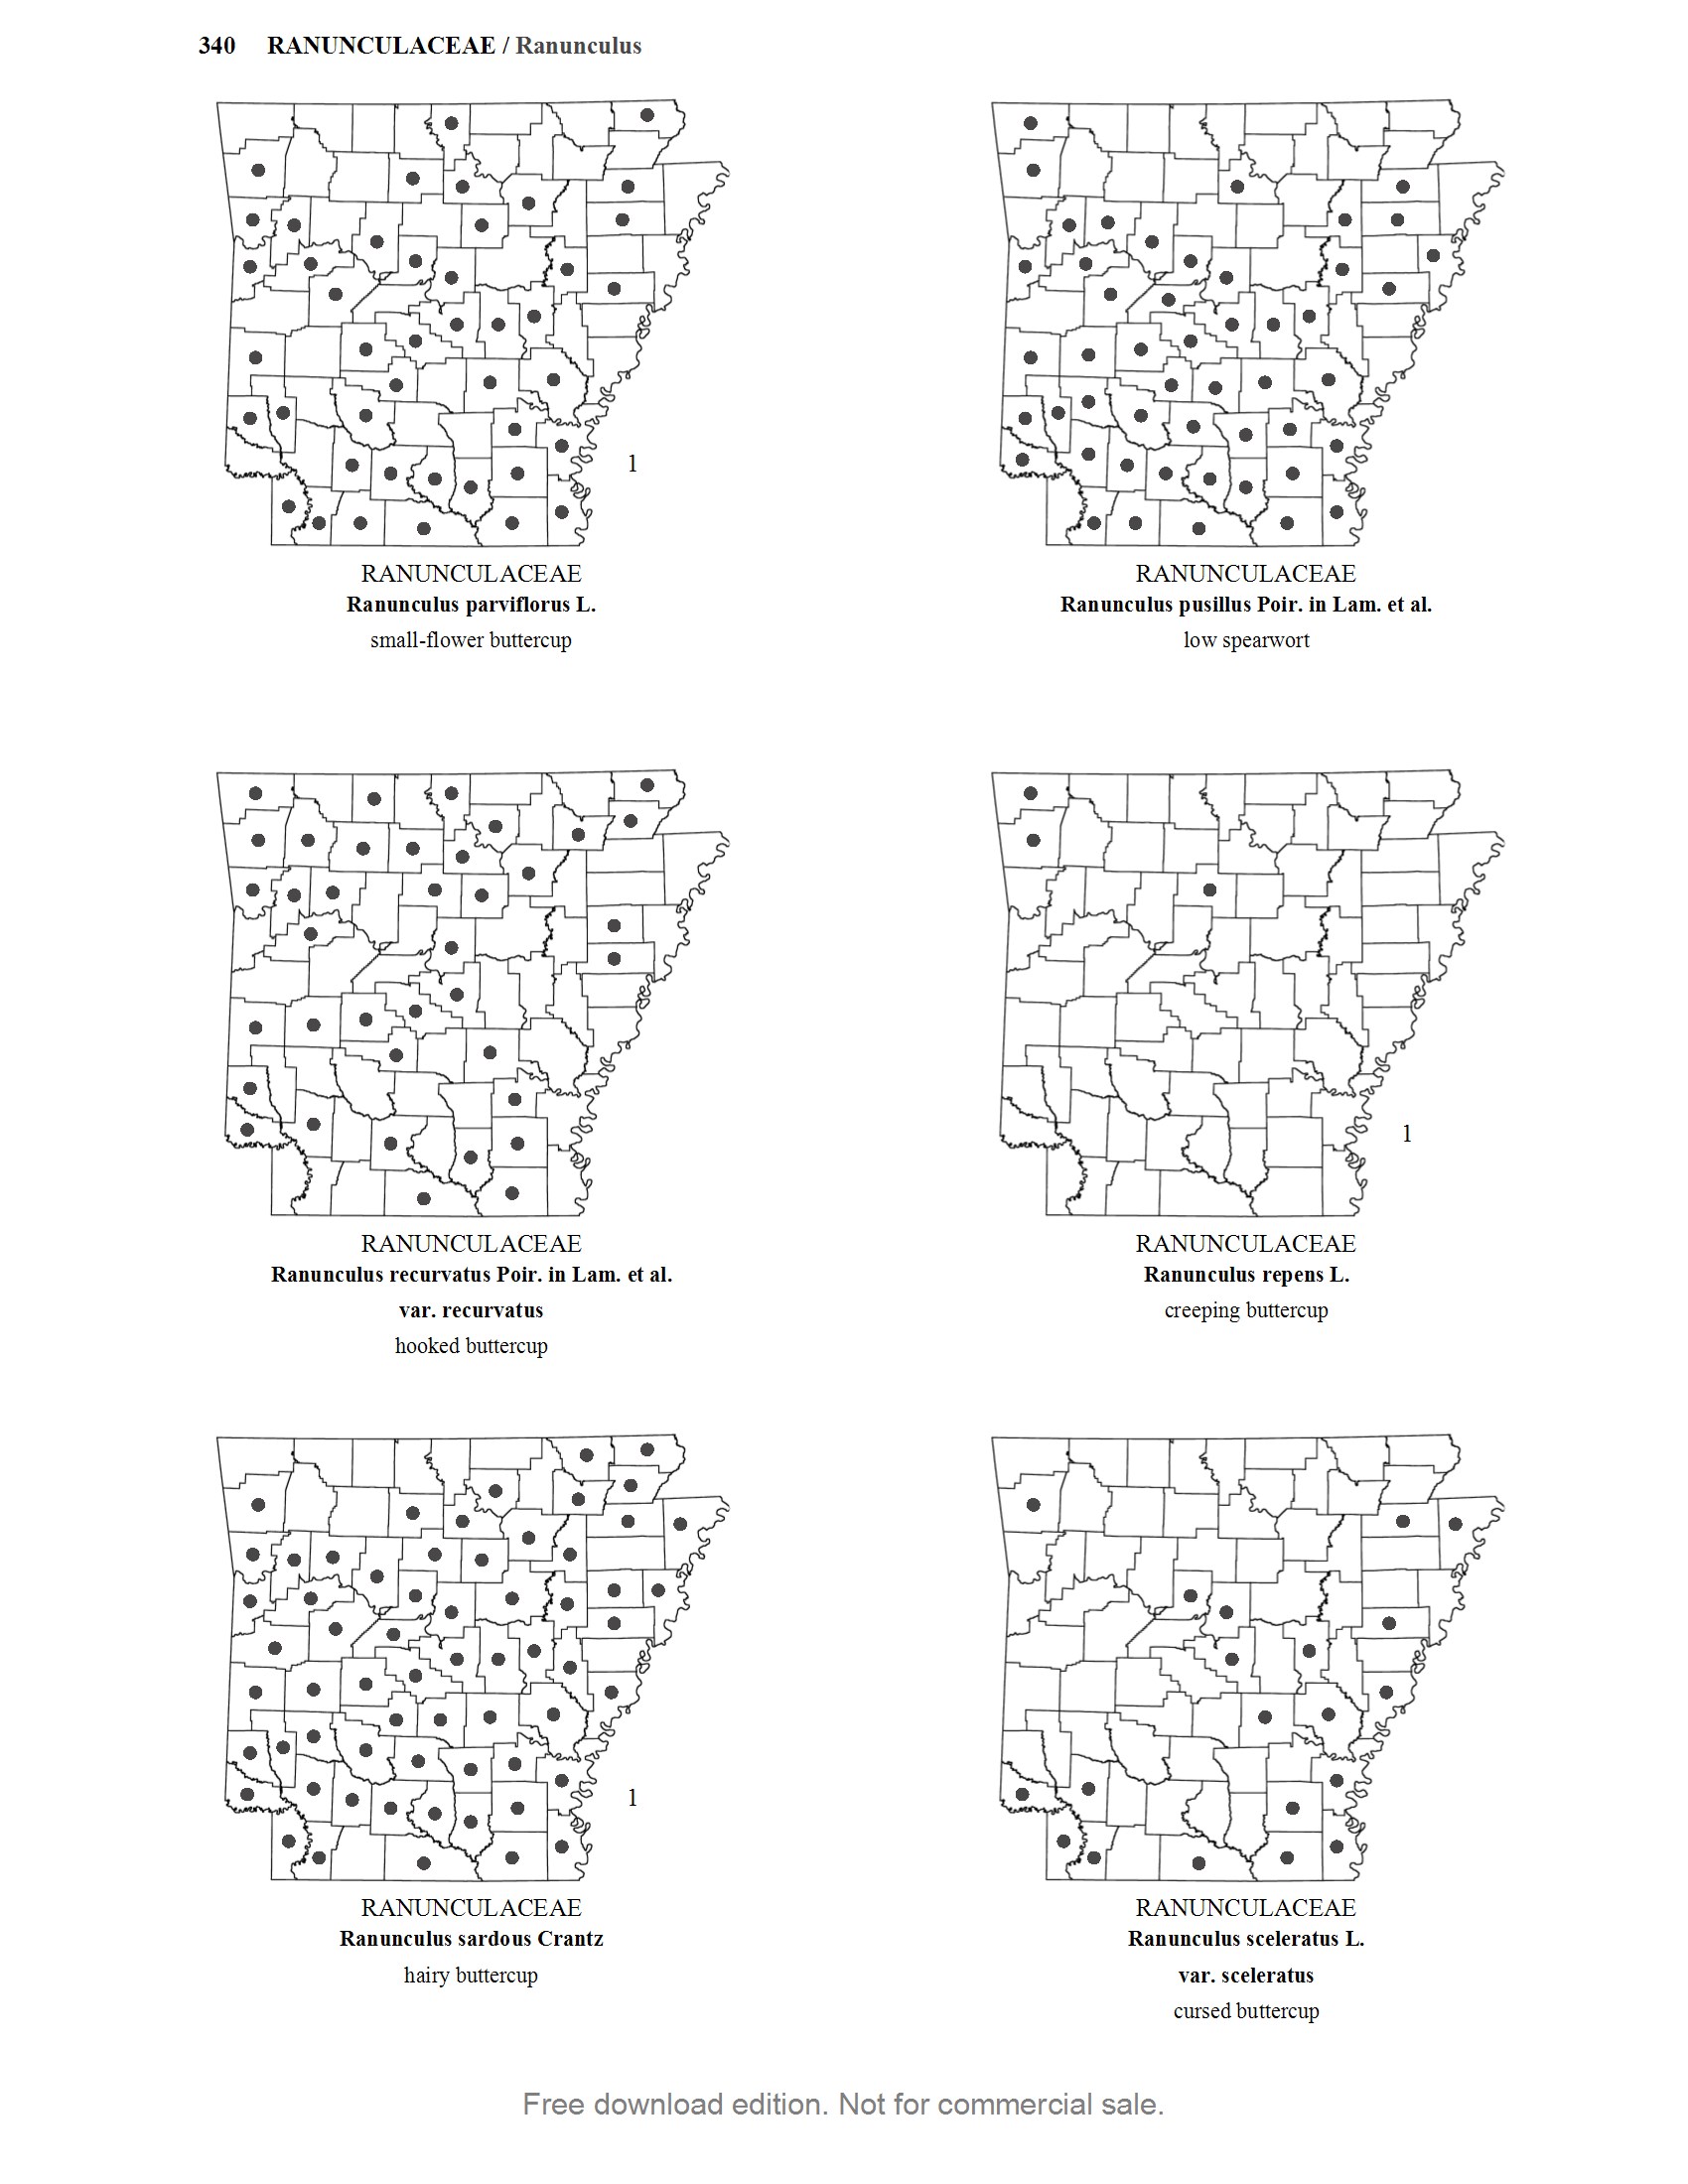 340 RANUNCULACEAE / Ranunculus
1
RANUNCULACEAE
Ranunculus parviflorus L.
small-flower buttercup
RANUNCULACEAE
Ranunculus pusillus Poir. in Lam. et al.
low spearwort
RANUNCULACEAE
Ranunculus recurvatus Poir. in Lam. et al.
var. recurvatus
hooked buttercup
1
RANUNCULACEAE
Ranunculus repens L.
creeping buttercup
1
RANUNCULACEAE
Ranunculus sardous Crantz
hairy buttercup
RANUNCULACEAE
Ranunculus sceleratus L.
var. sceleratus
cursed buttercup
Free download edition. Not for commercial sale.